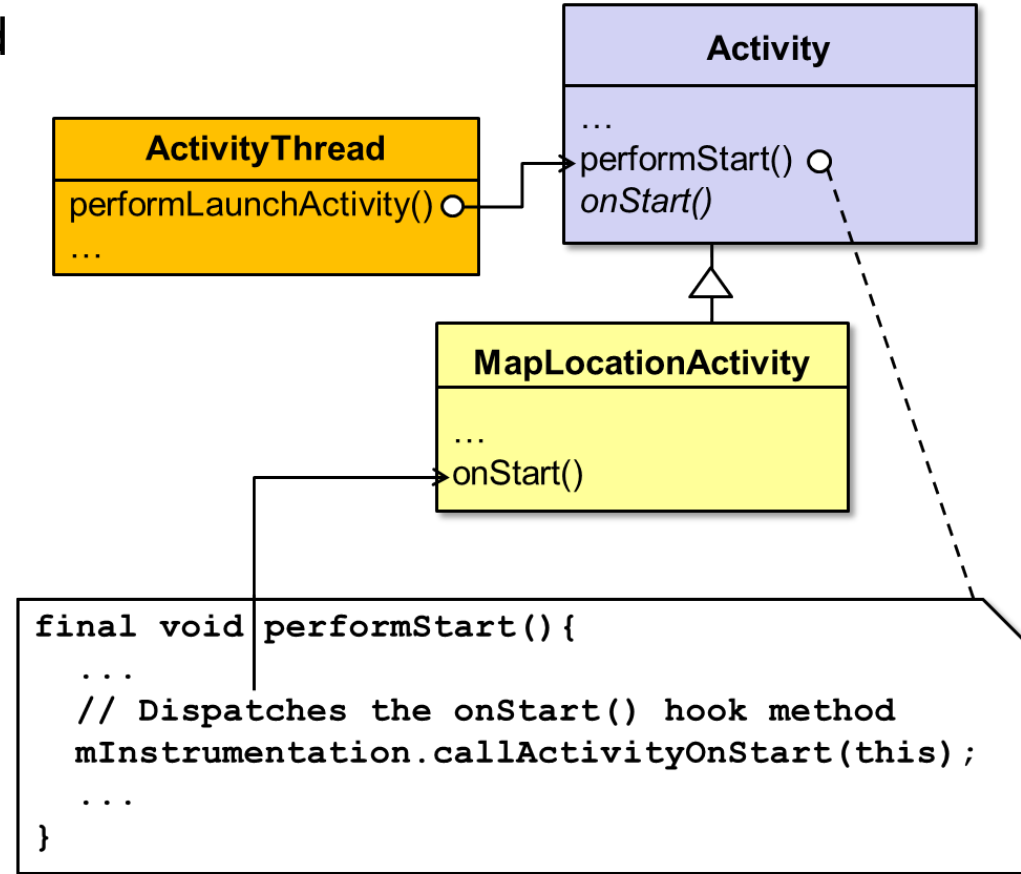 ActivityThread
performLaunchActivity()
...
Activity
...
performStart()
onStart()
MapLocationActivity
...
onStart()
final void performStart(){
...
// Dispatches the onStart() hook method
mInstrumentation.callActivityOnStart(this);
...
}